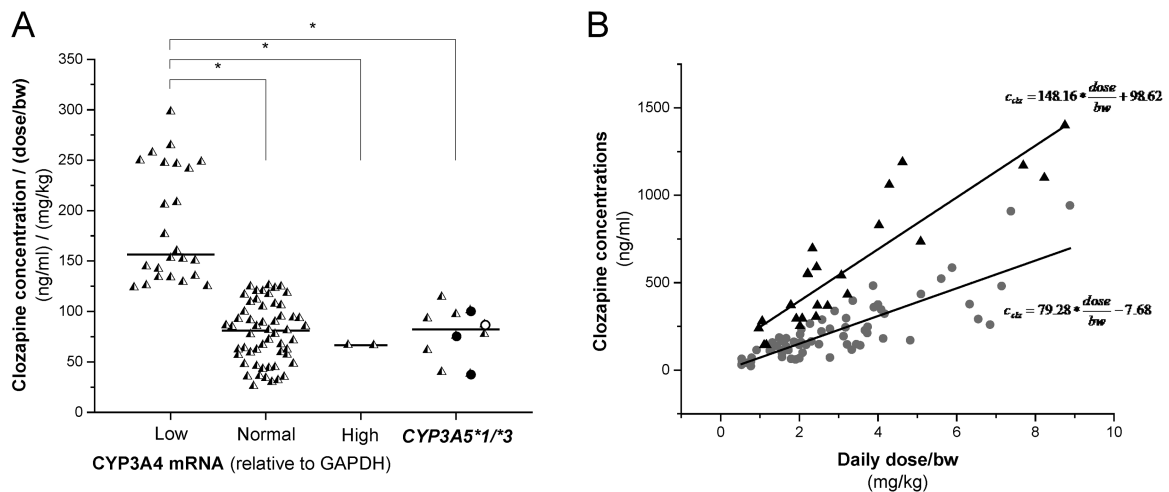 A
*
*
*
Clozapine concentration / (dose/bw)
(ng/ml) / (mg/kg)
350
300
250
200
150
100
50
0
Low Normal High CYP3A5*1/*3
CYP3A4 mRNA (relative to GAPDH)
B
Clozapine concentrations
(ng/ml)
1500
1000
500
0
c_clz = 148.16 * dose/bw + 98.62
c_clz = 79.28 * dose/bw − 7.68
0 2 4 6 8 10
Daily dose/bw
(mg/kg)